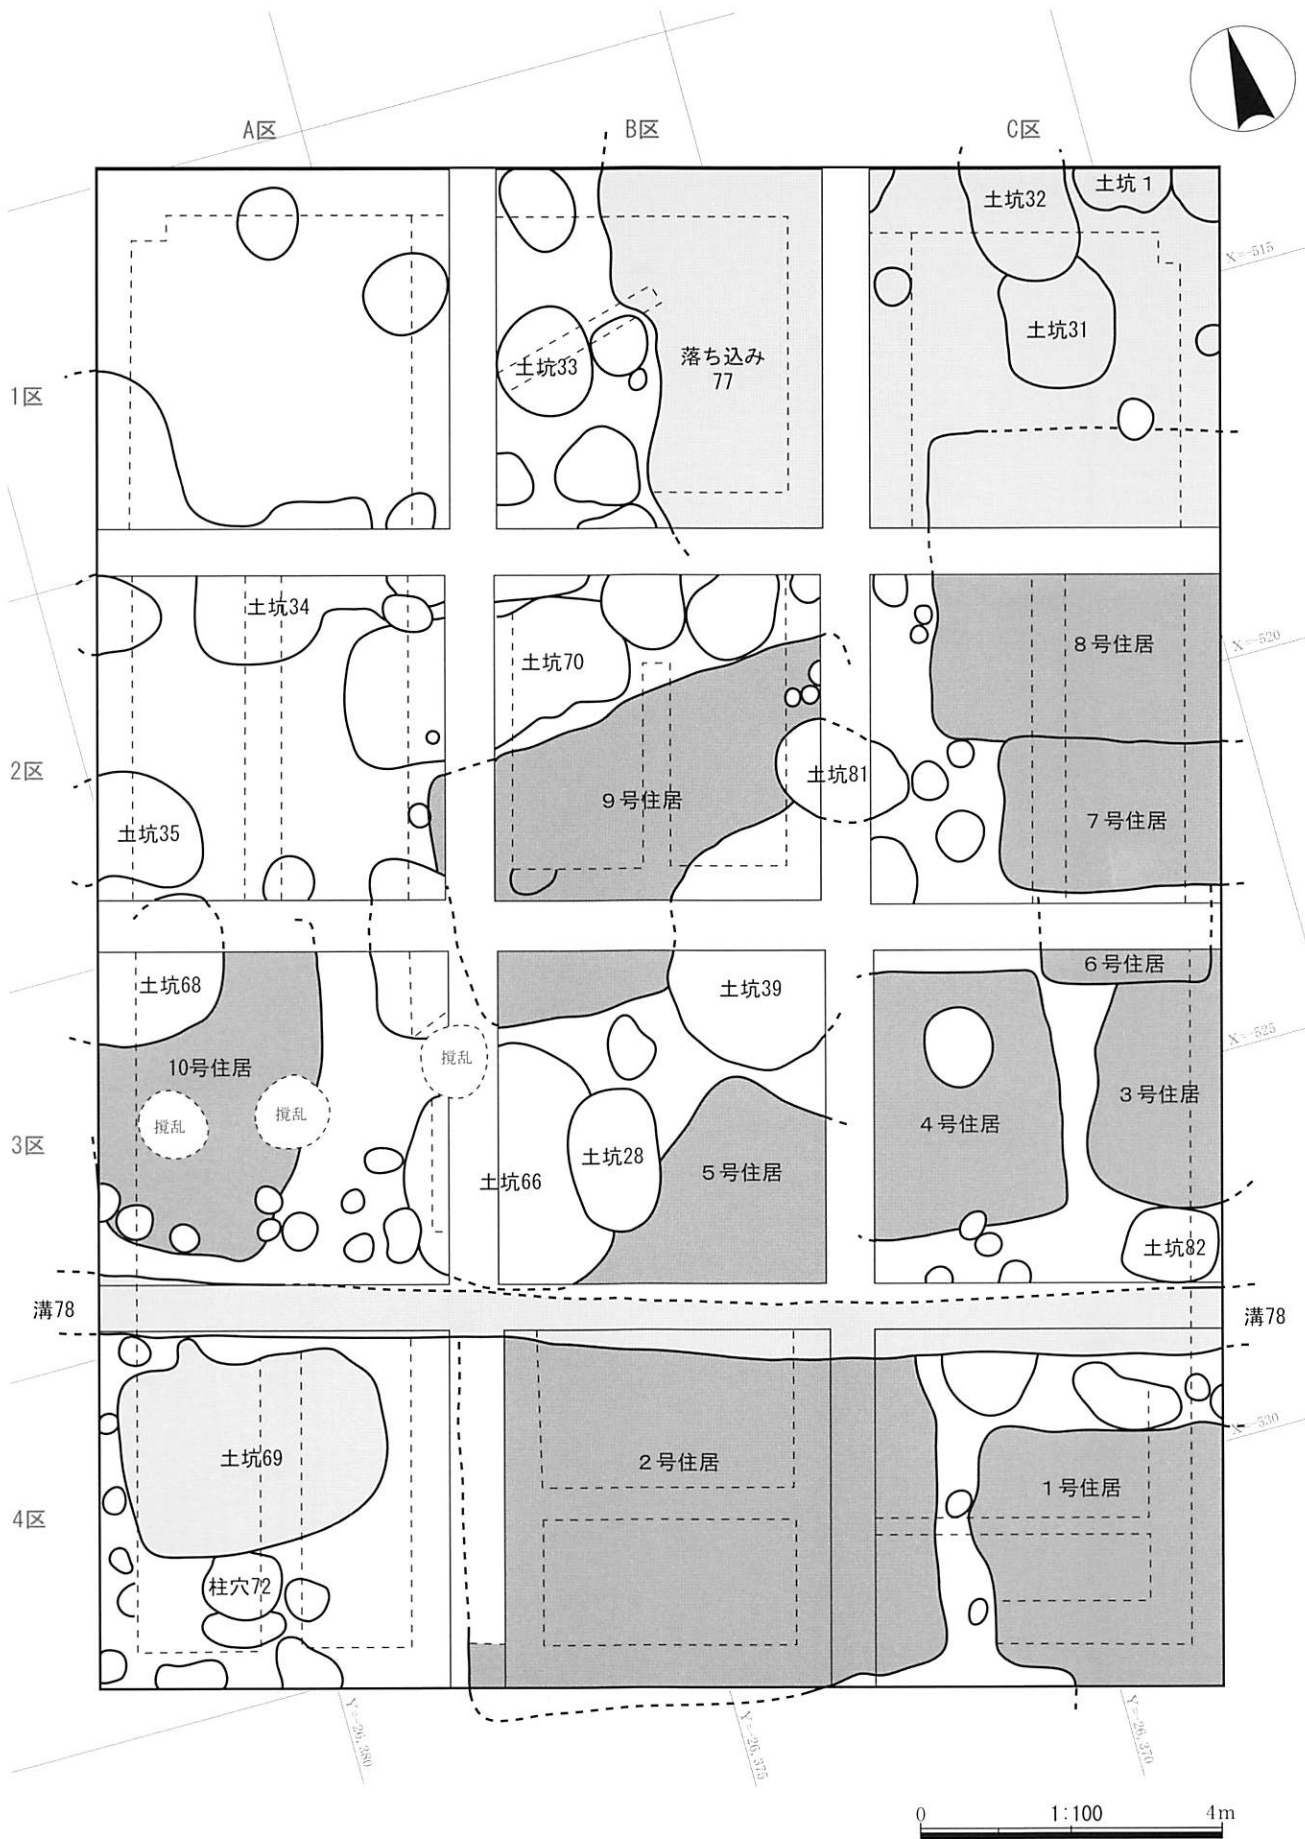 A区
B区
C区
土坑32
土坑1
X=-515
土坑31
土坑33
落ち込み
77
1区
土坑34
土坑70
8号住居
X=-520
2区
土坑81
9号住居
7号住居
土坑35
土坑68
土坑39
6号住居
X=-525
10号住居
攪乱
攪乱
攪乱
4号住居
3号住居
3区
土坑28
土坑66
5号住居
土坑82
溝78
溝78
X=-530
土坑69
2号住居
1号住居
4区
柱穴72
Y=-26,380
Y=-26,375
Y=-26,370
0
1:100
4m